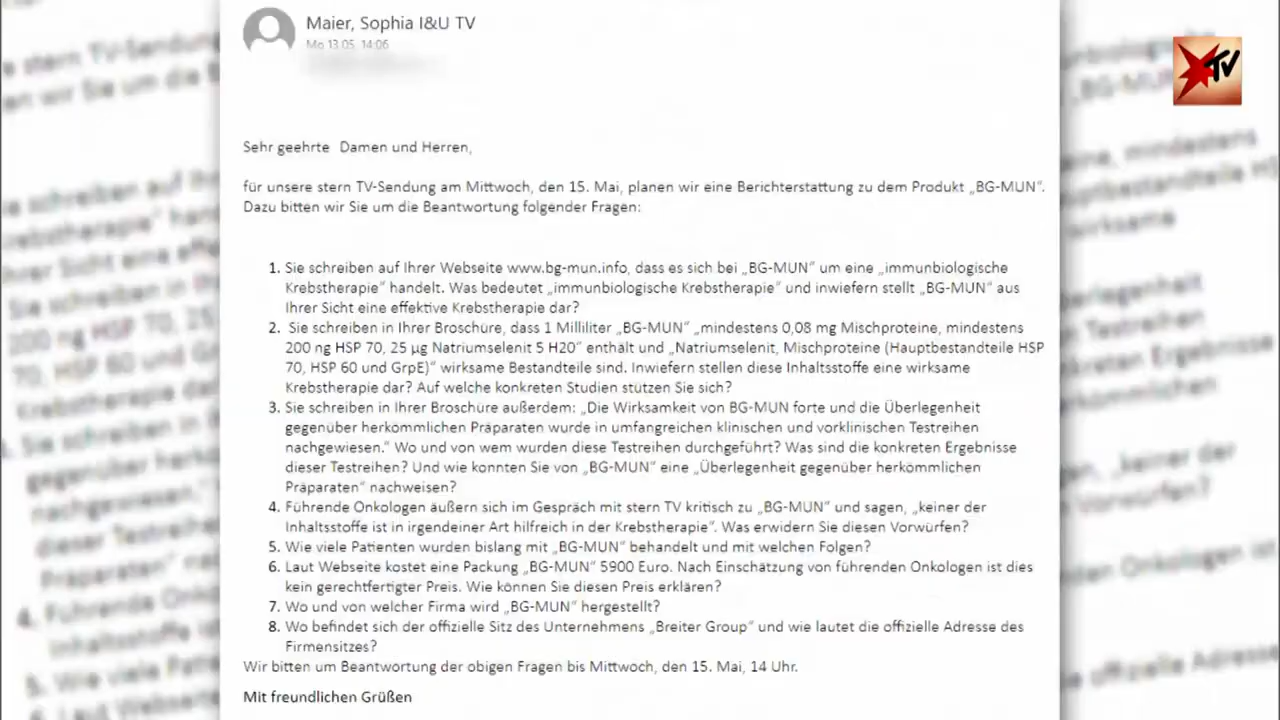 Maier, Sophia I&U TV
Mo 13.05. 14:06
TV
Sehr geehrte Damen und Herren,
für unsere stern TV-Sendung am Mittwoch, den 15. Mai, planen wir eine Berichterstattung zu dem Produkt „BG-MUN“.
Dazu bitten wir Sie um die Beantwortung folgender Fragen:
1. Sie schreiben auf Ihrer Webseite www.bg-mun.info, dass es sich bei „BG-MUN“ um eine „immunbiologische
Krebstherapie“ handelt. Was bedeutet „immunbiologische Krebstherapie“ und inwiefern stellt „BG-MUN“ aus
Ihrer Sicht eine effektive Krebstherapie dar?
2. Sie schreiben in Ihrer Broschüre, dass 1 Milliliter „BG-MUN“ „mindestens 0,08 mg Mischproteine, mindestens
200 ng HSP 70, 25 µg Natriumselenit 5 H20“ enthält und „Natriumselenit, Mischproteine (Hauptbestandteile HSP
70, HSP 60 und GrpE)“ wirksame Bestandteile sind. Inwiefern stellen diese Inhaltsstoffe eine wirksame
Krebstherapie dar? Auf welche konkreten Studien stützen Sie sich?
3. Sie schreiben in Ihrer Broschüre außerdem: „Die Wirksamkeit von BG-MUN forte und die Überlegenheit
gegenüber herkömmlichen Präparaten wurde in umfangreichen klinischen und vorklinischen Testreihen
nachgewiesen.“ Wo und von wem wurden diese Testreihen durchgeführt? Was sind die konkreten Ergebnisse
dieser Testreihen? Und wie konnten Sie von „BG-MUN“ eine „Überlegenheit gegenüber herkömmlichen
Präparaten“ nachweisen?
4. Führende Onkologen äußern sich im Gespräch mit stern TV kritisch zu „BG-MUN“ und sagen, „keiner der
Inhaltsstoffe ist in irgendeiner Art hilfreich in der Krebstherapie“. Was erwidern Sie diesen Vorwürfen?
5. Wie viele Patienten wurden bislang mit „BG-MUN“ behandelt und mit welchen Folgen?
6. Laut Webseite kostet eine Packung „BG-MUN“ 5900 Euro. Nach Einschätzung von führenden Onkologen ist dies
kein gerechtfertigter Preis. Wie können Sie diesen Preis erklären?
7. Wo und von welcher Firma wird „BG-MUN“ hergestellt?
8. Wo befindet sich der offizielle Sitz des Unternehmens „Breiter Group“ und wie lautet die offizielle Adresse des
Firmensitzes?
Wir bitten um Beantwortung der obigen Fragen bis Mittwoch, den 15. Mai, 14 Uhr.
Mit freundlichen Grüßen